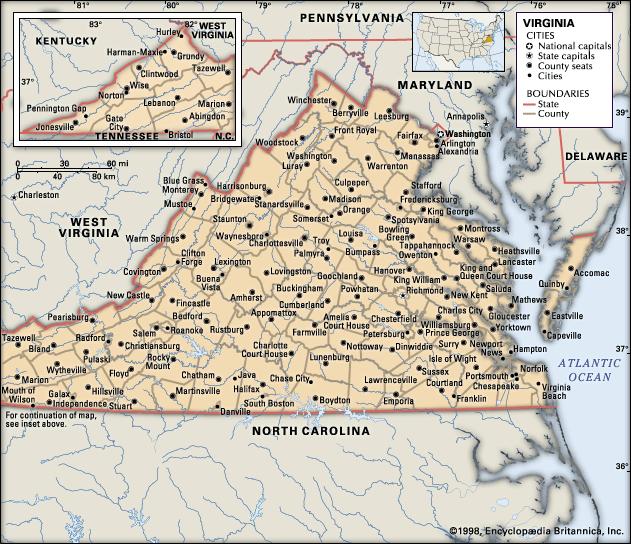 83°
82°
KENTUCKY
WEST
VIRGINIA
Hurley
Harman-Maxie
Grundy
Clintwood
Tazewell
37°
Wise
Norton
Lebanon
Marion
Pennington Gap
Jonesville
Gate
City
Abingdon
Bristol
TENNESSEE
N.C.
79°
78°
77°
76°
75°
PENNSYLVANIA
VIRGINIA
CITIES
National capitals
State capitals
County seats
Cities
BOUNDARIES
State
County
39°
38°
37°
36°
0 30 60 mi
0 40 80 km
MARYLAND
DELAWARE
WEST
VIRGINIA
Charleston
Annapolis
Washington
Arlington
Alexandria
Winchester
Berryville
Leesburg
Front Royal
Fairfax
Woodstock
Washington
Luray
Manassas
Warrenton
Blue Grass
Monterey
Mustoe
Harrisonburg
Bridgewater
Stanardsville
Culpeper
Madison
Stafford
Fredericksburg
King George
Orange
Somerset
Spotsylvania
Staunton
Waynesboro
Charlottesville
Troy
Palmyra
Louisa
Bumpass
Bowling
Green
Montross
Warsaw
Tappahannock
Owenton
Heathsville
Lancaster
Warm Springs
Clifton
Forge
Covington
Lexington
Buena
Vista
Lovingston
Goochland
Hanover
King and
Queen Court House
King William
Saluda
Accomac
Quinby
Buckingham
Powhatan
Richmond
New Kent
Mathews
New Castle
Fincastle
Amherst
Cumberland
Charles City
Gloucester
Eastville
Pearisburg
Bedford
Appomattox
Amelia
Court House
Chesterfield
Williamsburg
Yorktown
Capeville
Tazewell
Bland
Radford
Salem
Roanoke
Rustburg
Farmville
Petersburg
Prince George
Christiansburg
Charlotte
Court House
Nottoway
Dinwiddie
Surry
Newport
News
Hampton
Pulaski
Rocky
Mount
Lunenburg
Isle of Wight
ATLANTIC
OCEAN
Wytheville
Floyd
Marion
Chatham
Java
Chase City
Sussex
Norfolk
Portsmouth
Chesapeake
Mouth of
Wilson
Galax
Hillsville
Martinsville
Halifax
Lawrenceville
Courtland
Virginia
Beach
Independence
Stuart
Danville
South Boston
Boydton
Emporia
Franklin
For continuation of map,
see inset above.
NORTH CAROLINA
©1998, Encyclopædia Britannica, Inc.